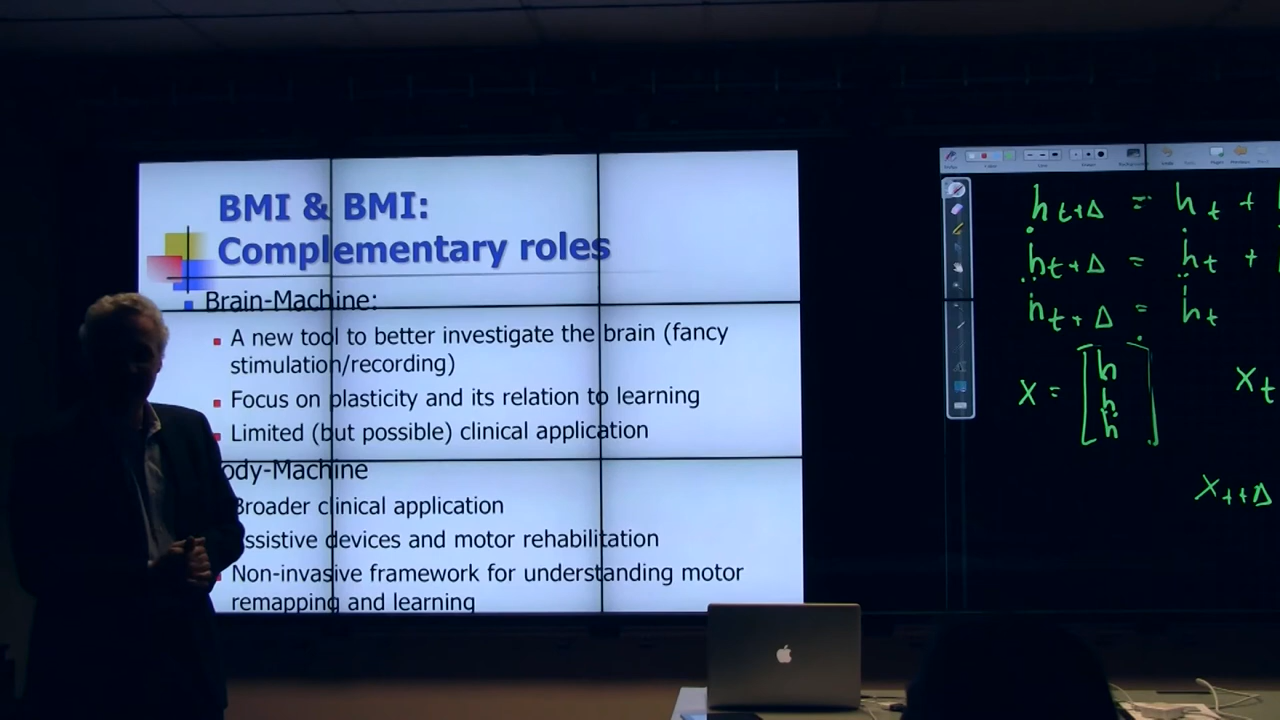 BMI & BMI:
Complementary roles
Brain-Machine:
A new tool to better investigate the brain (fancy
stimulation/recording)
Focus on plasticity and its relation to learning
Limited (but possible) clinical application
ody-Machine
Broader clinical application
ssistive devices and motor rehabilitation
Non-invasive framework for understanding motor
remapping and learning
h t+Δ = h t +
ḣ t+Δ = ḣ t +
ḧ t+Δ = ḧ t
X = [h ḣ ḧ]
X t
X t+Δ